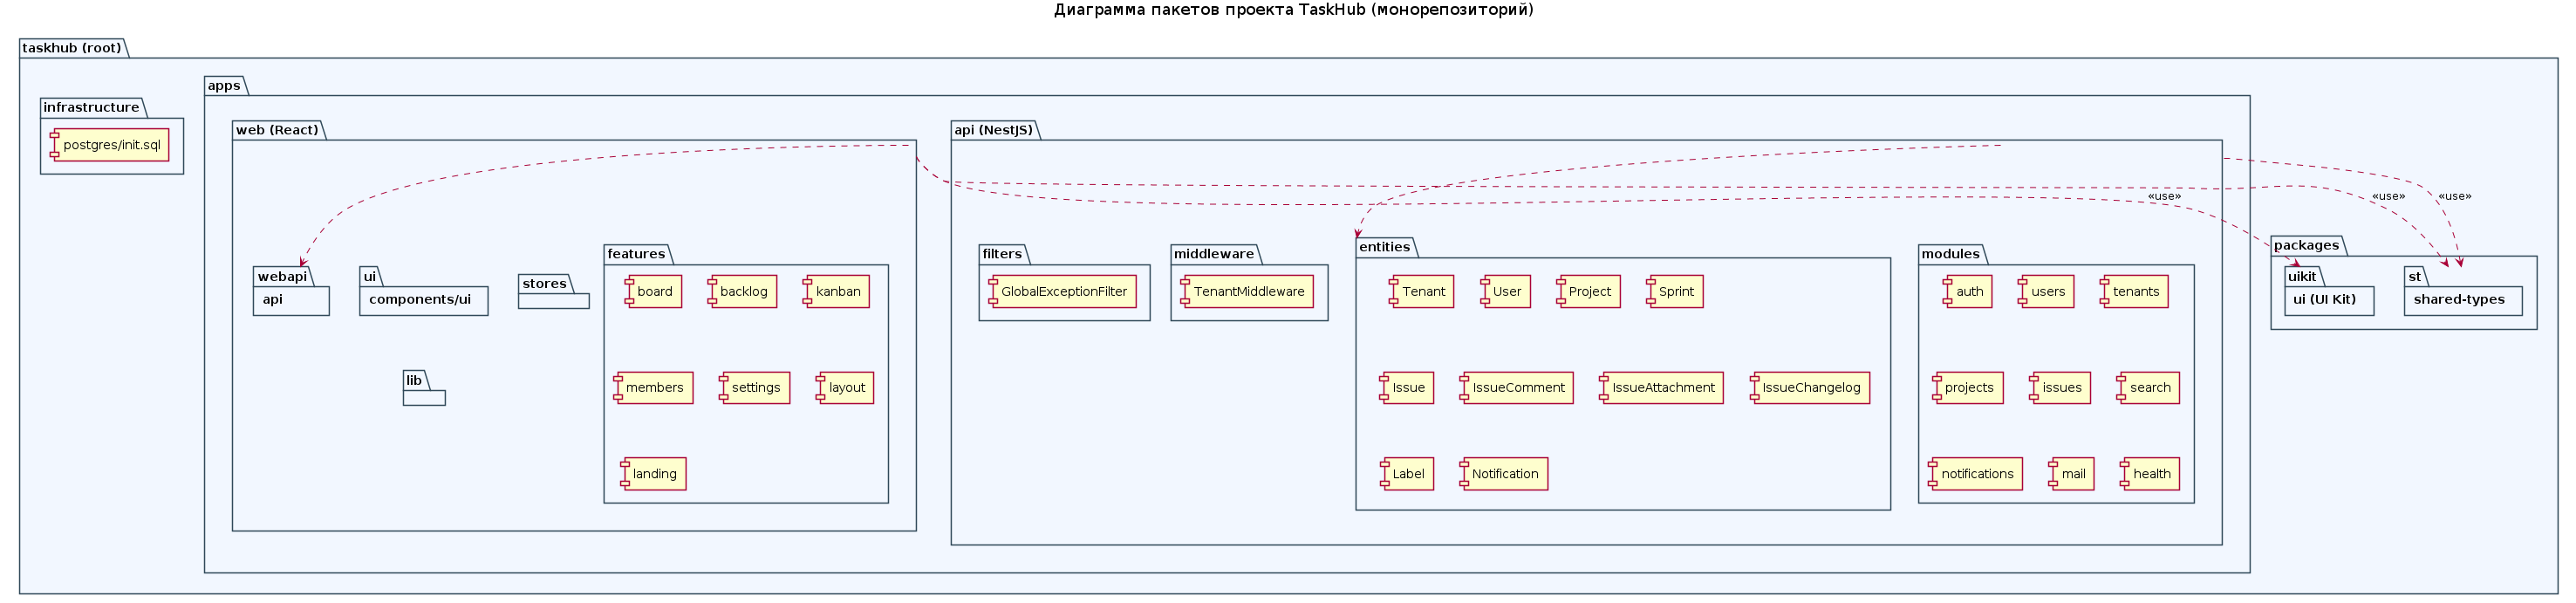 Диаграмма пакетов проекта TaskHub (монорепозиторий)
taskhub (root)
infrastructure
postgres/init.sql
apps
web (React)
webapi
api
ui
components/ui
stores
lib
features
board
backlog
kanban
members
settings
layout
landing
api (NestJS)
filters
GlobalExceptionFilter
middleware
TenantMiddleware
entities
Tenant
User
Project
Sprint
Issue
IssueComment
IssueAttachment
IssueChangelog
Label
Notification
modules
auth
users
tenants
projects
issues
search
notifications
mail
health
«use»
«use»
«use»
packages
uikit
ui (UI Kit)
st
shared-types